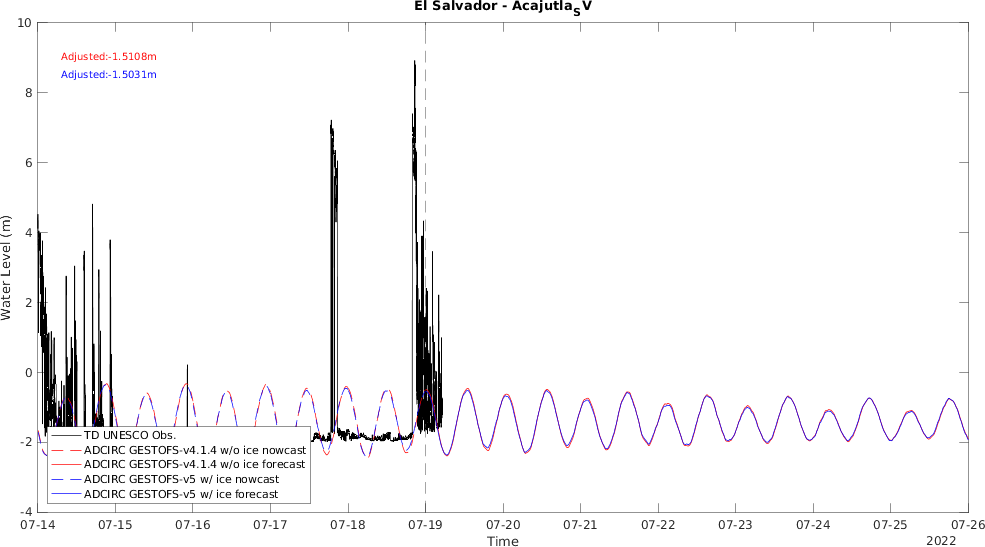 El Salvador - Acajutla_SV
Adjusted:-1.5108m
Adjusted:-1.5031m
Water Level (m)
10
8
6
4
2
0
-2
-4
TD UNESCO Obs.
ADCIRC GESTOFS-v4.1.4 w/o ice nowcast
ADCIRC GESTOFS-v4.1.4 w/o ice forecast
ADCIRC GESTOFS-v5 w/ ice nowcast
ADCIRC GESTOFS-v5 w/ ice forecast
07-14 07-15 07-16 07-17 07-18 07-19 07-20 07-21 07-22 07-23 07-24 07-25 07-26
Time
2022